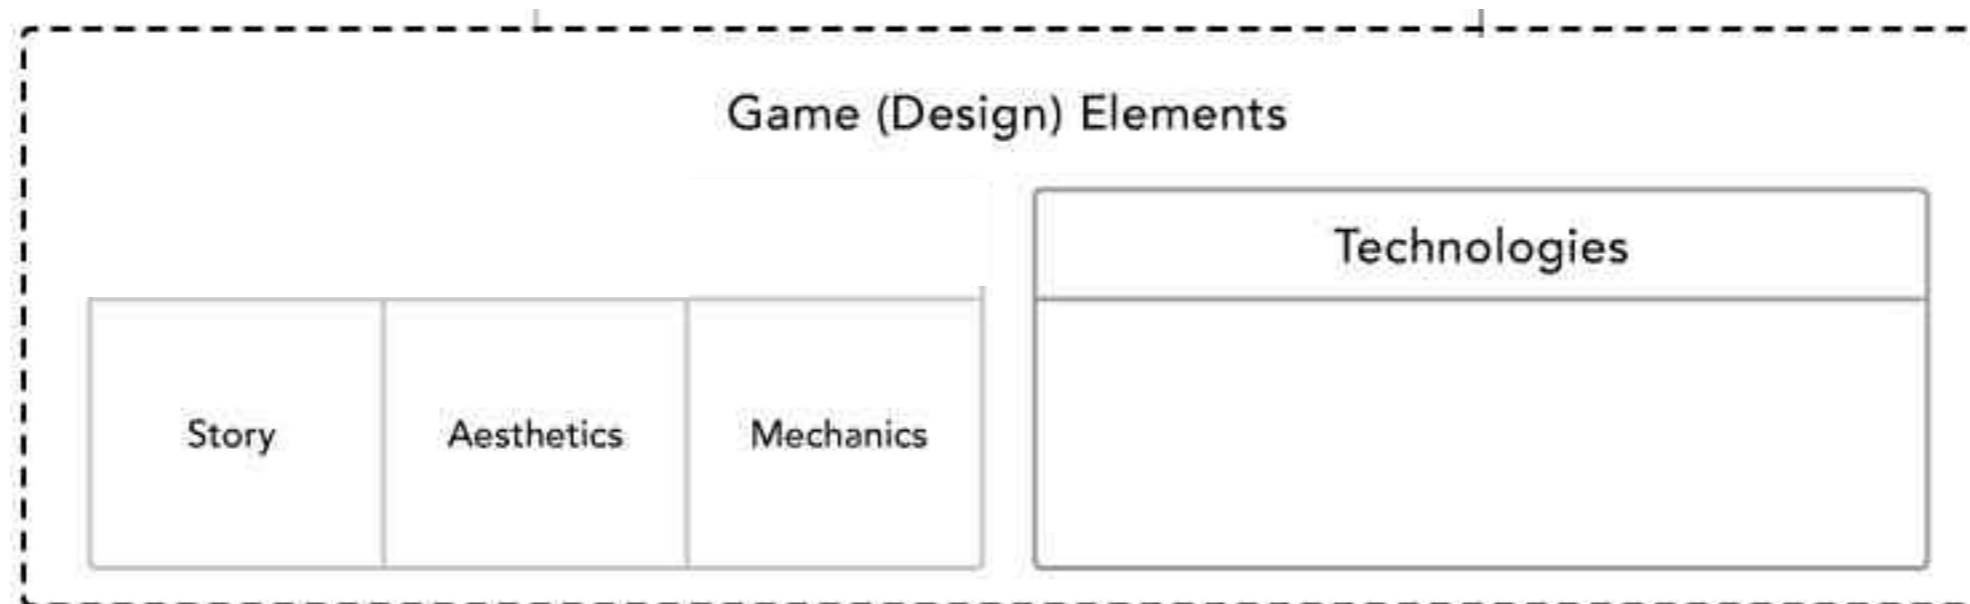 Game (Design) Elements
Technologies
Story
Aesthetics
Mechanics